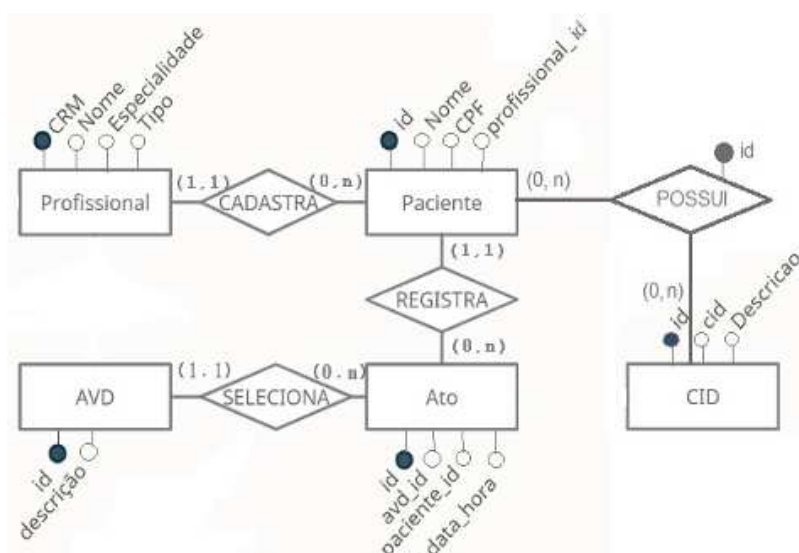 CRM
Nome
Especialidade
Tipo
id
Nome
CPF
profissional_id
id
Profissional
(1,1)
CADASTRA
(0,n)
Paciente
(0, n)
POSSUI
(1,1)
REGISTRA
(0,n)
(0,n)
id
cid
Descricao
AVD
(1.1)
SELECIONA
(0.n)
Ato
CID
id
descrição
id
avd_id
paciente_id
data_hora